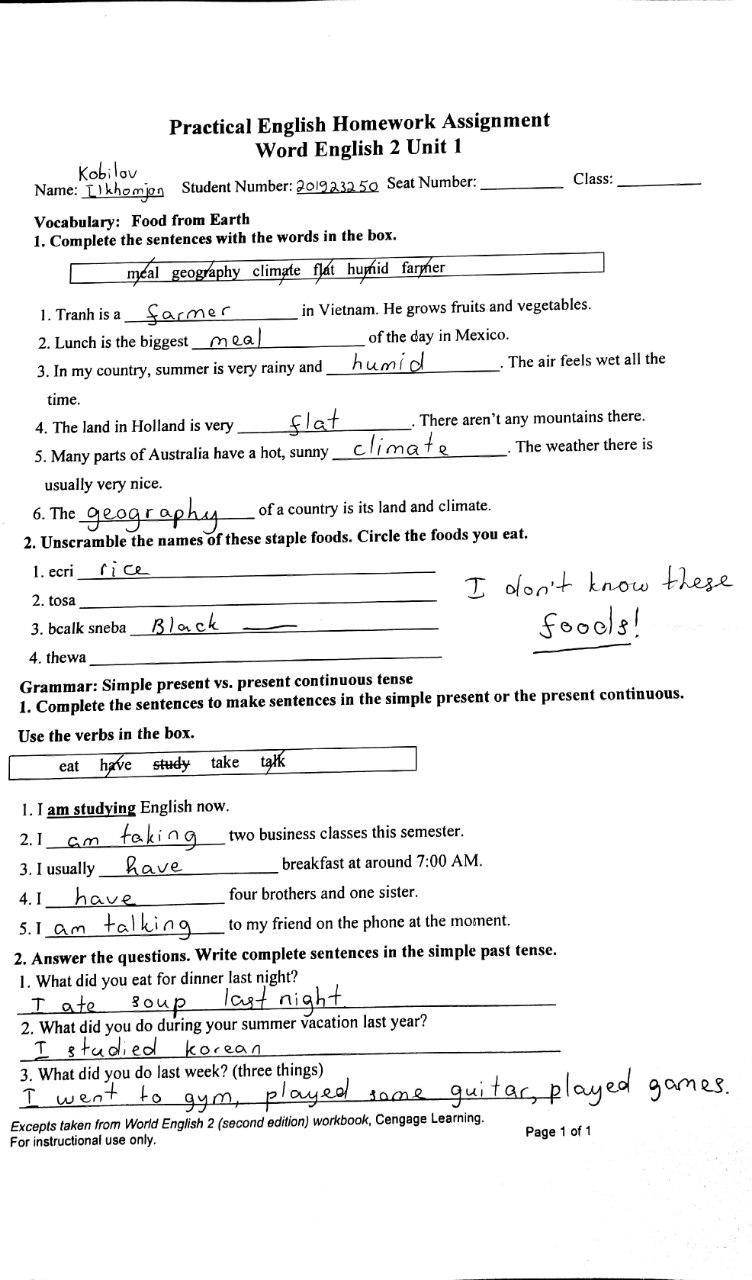 Practical English Homework Assignment
Word English 2 Unit 1
Kobilov
Name: Ilkhomjon Student Number: 201923250 Seat Number: ________ Class: ________
Vocabulary: Food from Earth
1. Complete the sentences with the words in the box.
meal geography climate flat humid farmer
1. Tranh is a farmer in Vietnam. He grows fruits and vegetables.
2. Lunch is the biggest meal of the day in Mexico.
3. In my country, summer is very rainy and humid. The air feels wet all the
time.
4. The land in Holland is very flat. There aren't any mountains there.
5. Many parts of Australia have a hot, sunny climate. The weather there is
usually very nice.
6. The geography of a country is its land and climate.
2. Unscramble the names of these staple foods. Circle the foods you eat.
1. ecri rice
2. tosa
3. bcalk sneba Black —
4. thewa
I don't know these
foods!
Grammar: Simple present vs. present continuous tense
1. Complete the sentences to make sentences in the simple present or the present continuous.
Use the verbs in the box.
eat have study take talk
1. I am studying English now.
2. I am taking two business classes this semester.
3. I usually have breakfast at around 7:00 AM.
4. I have four brothers and one sister.
5. I am talking to my friend on the phone at the moment.
2. Answer the questions. Write complete sentences in the simple past tense.
1. What did you eat for dinner last night?
I ate soup last night
2. What did you do during your summer vacation last year?
I studied korean
3. What did you do last week? (three things)
I went to gym, played some guitar, played games.
Excepts taken from World English 2 (second edition) workbook, Cengage Learning.
For instructional use only.
Page 1 of 1